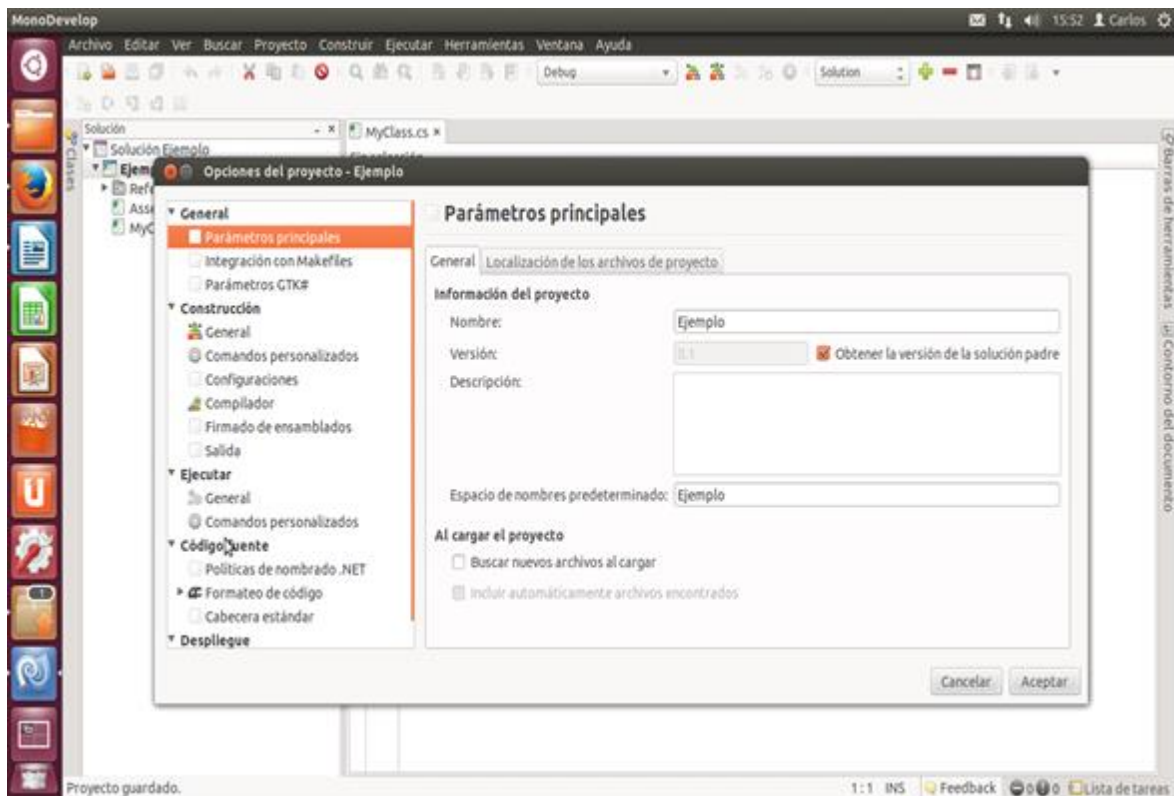 MonoDevelop
15:52 Carlos
Archivo Editar Ver Buscar Proyecto Construir Ejecutar Herramientas Ventana Ayuda
Debug
Solution
Solución
MyClass.cs
Clases
Solución Ejemplo
Opciones del proyecto - Ejemplo
General
Parámetros principales
Integración con Makefiles
Parámetros GTK#
Construcción
General
Comandos personalizados
Configuraciones
Compilador
Firmado de ensamblados
Salida
Ejecutar
General
Comandos personalizados
Código fuente
Políticas de nombrado .NET
Formateo de código
Cabecera estándar
Despliegue
Parámetros principales
General Localización de los archivos de proyecto
Información del proyecto
Nombre: Ejemplo
Versión: 0.1 Obtener la versión de la solución padre
Descripción:
Espacio de nombres predeterminado: Ejemplo
Al cargar el proyecto
Buscar nuevos archivos al cargar
Incluir automáticamente archivos encontrados
Cancelar Aceptar
Barras de herramientas
Contorno del documento
Proyecto guardado.
1:1 INS Feedback 0 0 0 Lista de tareas